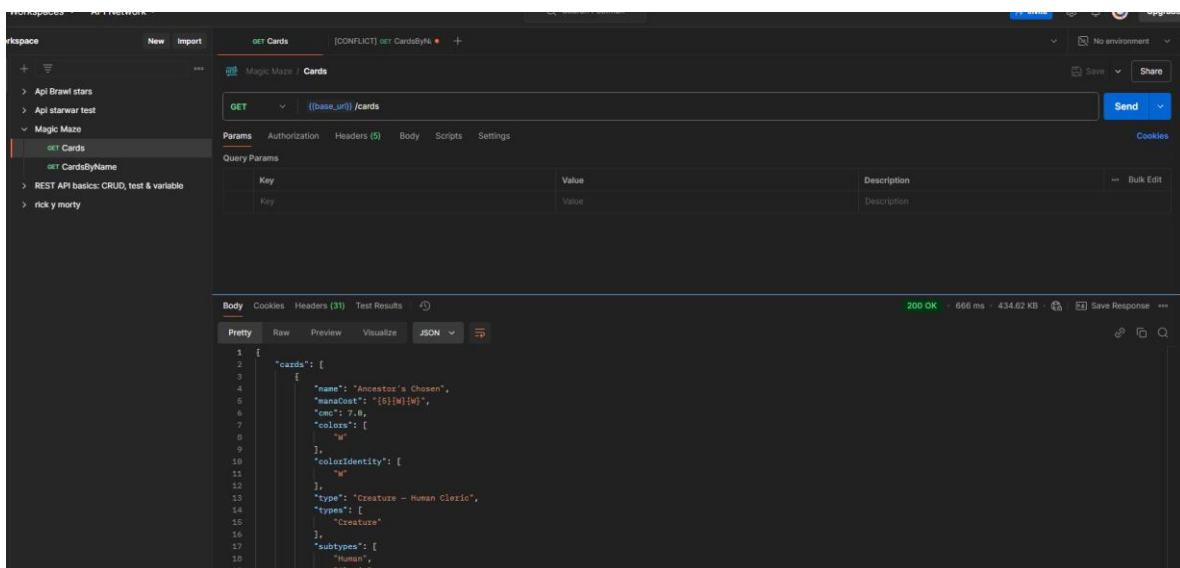 New Import
GET Cards
[CONFLICT] GET CardsByN
No environment
Magic Maze / Cards
Save
Share
Api Brawl stars
Api starwar test
Magic Maze
GET Cards
GET CardsByName
REST API basics: CRUD, test & variable
rick y morty
GET
{{base_url}} /cards
Send
Params Authorization Headers (5) Body Scripts Settings
Cookies
Query Params
Key Value Description Bulk Edit
Key Value Description
Body Cookies Headers (31) Test Results
200 OK · 666 ms · 434.62 KB
Save Response
Pretty Raw Preview Visualize JSON
1 {
2 "cards": [
3 {
4 "name": "Ancestor's Chosen",
5 "manaCost": "{5}{W}{W}",
6 "cmc": 7.0,
7 "colors": [
8 "W"
9 ],
10 "colorIdentity": [
11 "W"
12 ],
13 "type": "Creature — Human Cleric",
14 "types": [
15 "Creature"
16 ],
17 "subtypes": [
18 "Human",